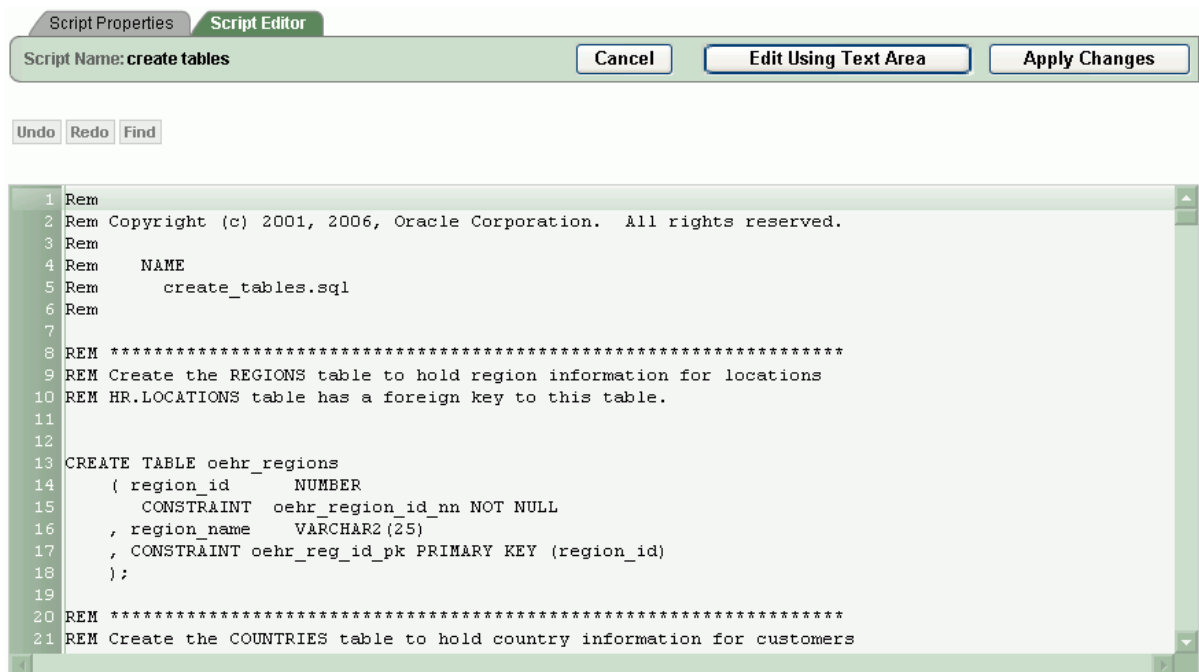 Script Properties Script Editor
Script Name: create tables Cancel Edit Using Text Area Apply Changes
Undo Redo Find
1 Rem
2 Rem Copyright (c) 2001, 2006, Oracle Corporation.  All rights reserved.
3 Rem
4 Rem    NAME
5 Rem      create_tables.sql
6 Rem
7
8 REM *******************************************************************
9 REM Create the REGIONS table to hold region information for locations
10 REM HR.LOCATIONS table has a foreign key to this table.
11
12
13 CREATE TABLE oehr_regions
14     ( region_id      NUMBER
15        CONSTRAINT  oehr_region_id_nn NOT NULL
16     , region_name    VARCHAR2(25)
17     , CONSTRAINT oehr_reg_id_pk PRIMARY KEY (region_id)
18     );
19
20 REM *******************************************************************
21 REM Create the COUNTRIES table to hold country information for customers